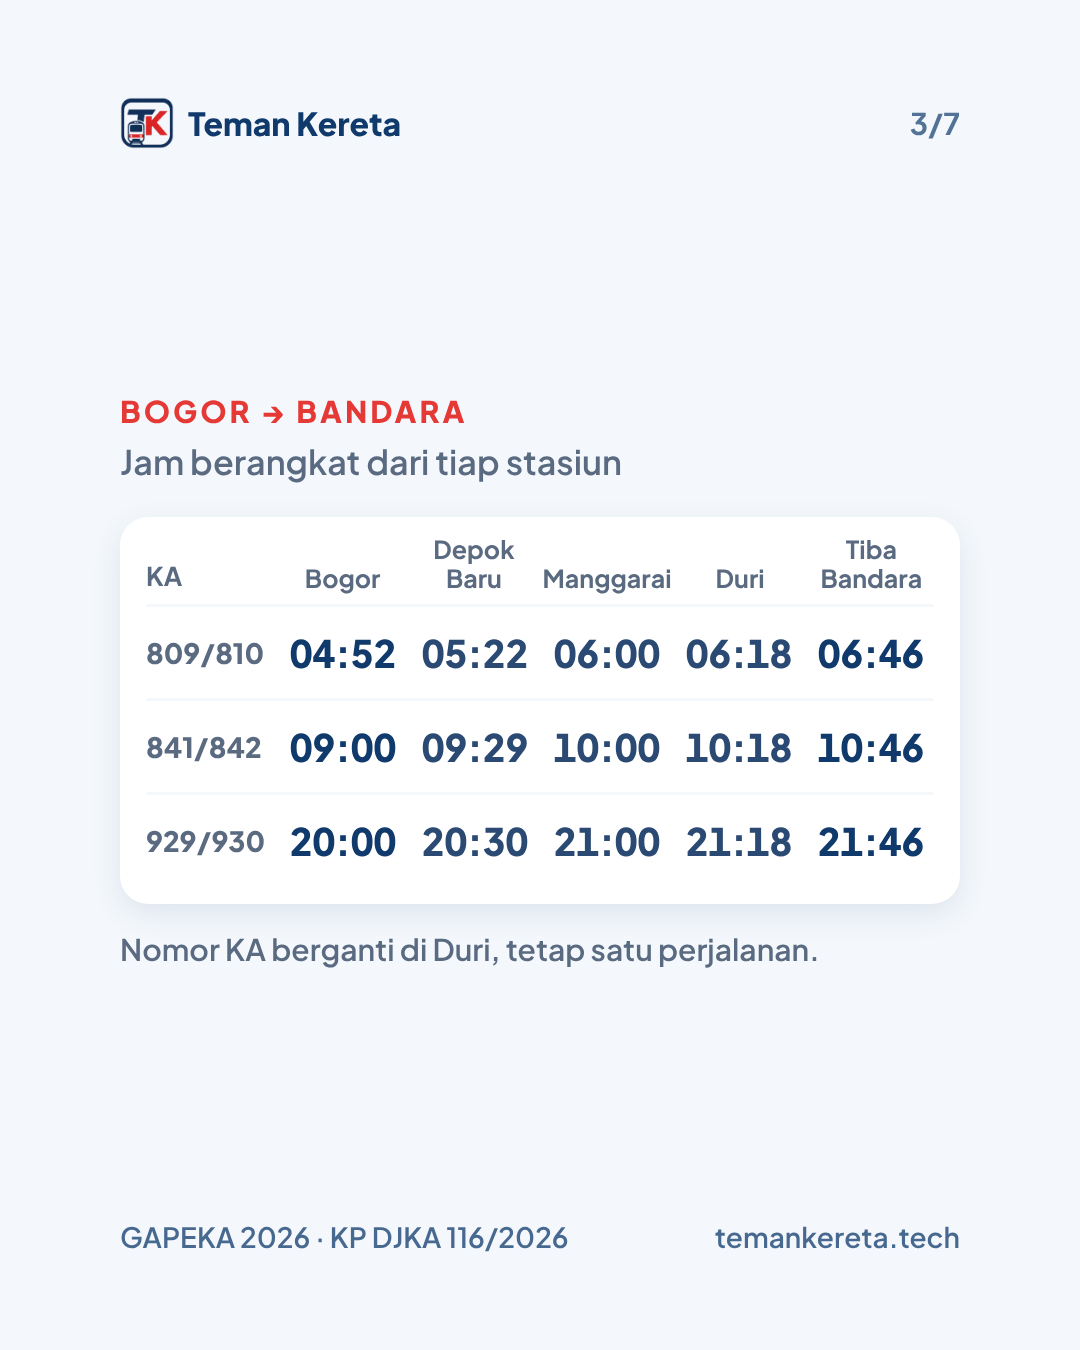 TK Teman Kereta
3/7
BOGOR → BANDARA
Jam berangkat dari tiap stasiun
KA Bogor Depok Baru Manggarai Duri Tiba Bandara
809/810 04:52 05:22 06:00 06:18 06:46
841/842 09:00 09:29 10:00 10:18 10:46
929/930 20:00 20:30 21:00 21:18 21:46
Nomor KA berganti di Duri, tetap satu perjalanan.
GAPEKA 2026 · KP DJKA 116/2026
temankereta.tech